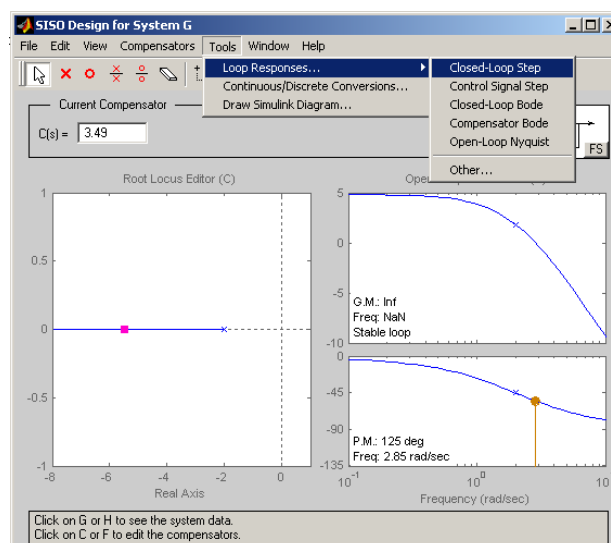 SISO Design for System G
File Edit View Compensators Tools Window Help
Loop Responses...
Continuous/Discrete Conversions...
Draw Simulink Diagram...
Closed-Loop Step
Control Signal Step
Closed-Loop Bode
Compensator Bode
Open-Loop Nyquist
Other...
Current Compensator
C(s) = 3.49
FS
Root Locus Editor (C)
1
0.5
0
-0.5
-1
-8 -6 -4 -2 0
Real Axis
5
0
-5
-10
G.M.: Inf
Freq: NaN
Stable loop
0
-45
-90
-135
P.M.: 125 deg
Freq: 2.85 rad/sec
10^-1 10^0 10
Frequency (rad/sec)
Click on G or H to see the system data.
Click on C or F to edit the compensators.